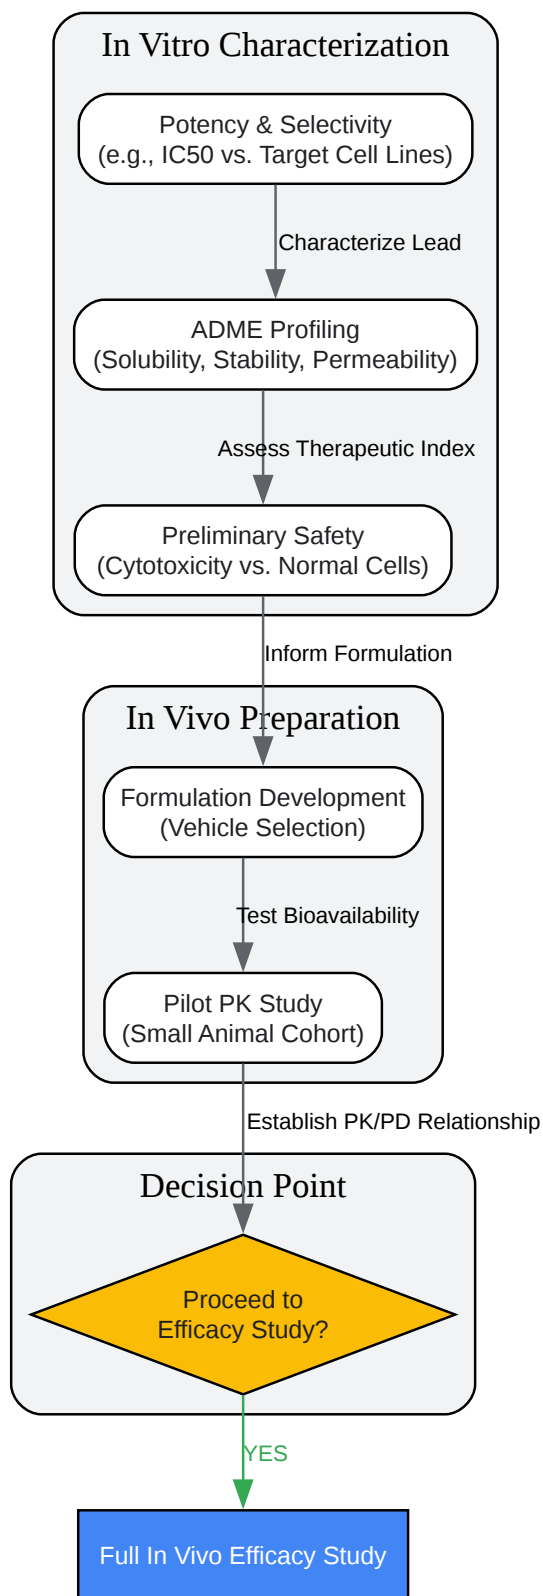 In Vitro Characterization
Potency & Selectivity
(e.g., IC50 vs. Target Cell Lines)
Characterize Lead
ADME Profiling
(Solubility, Stability, Permeability)
Assess Therapeutic Index
Preliminary Safety
(Cytotoxicity vs. Normal Cells)
Inform Formulation
In Vivo Preparation
Formulation Development
(Vehicle Selection)
Test Bioavailability
Pilot PK Study
(Small Animal Cohort)
Establish PK/PD Relationship
Decision Point
Proceed to
Efficacy Study?
YES
Full In Vivo Efficacy Study